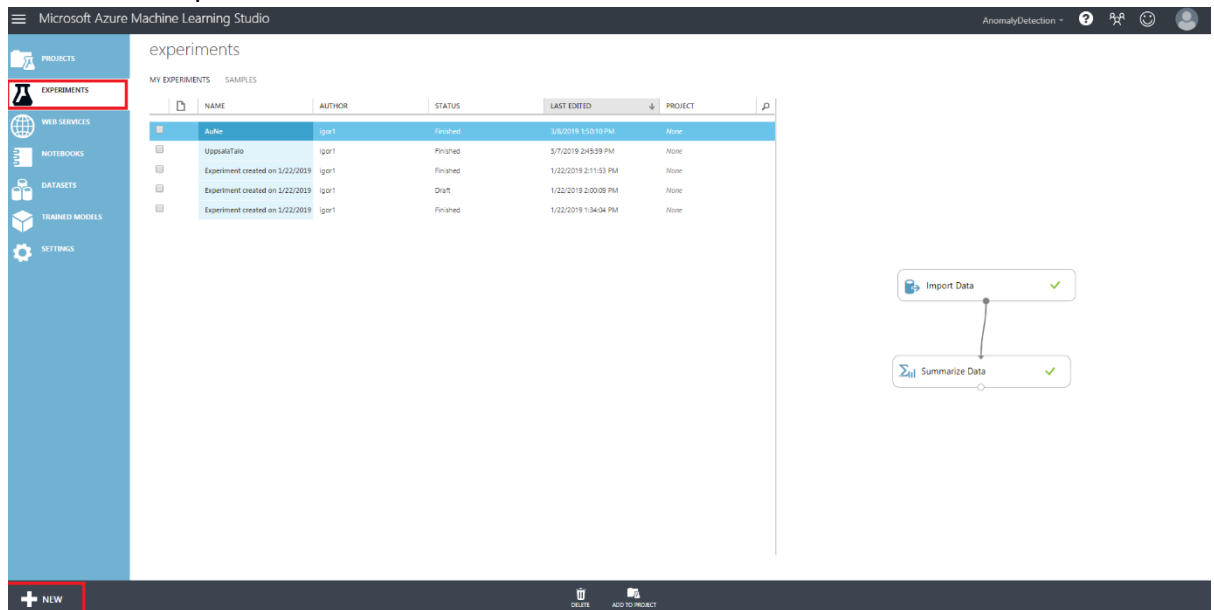 Microsoft Azure Machine Learning Studio
AnomalyDetection
?
PROJECTS
EXPERIMENTS
WEB SERVICES
NOTEBOOKS
DATASETS
TRAINED MODELS
SETTINGS
experiments
MY EXPERIMENTS SAMPLES
NAME AUTHOR STATUS LAST EDITED PROJECT
AuNe igor1 Finished 3/8/2019 1:50:10 PM None
UppsalaTalo igor1 Finished 3/7/2019 2:45:39 PM None
Experiment created on 1/22/2019 igor1 Finished 1/22/2019 2:11:53 PM None
Experiment created on 1/22/2019 igor1 Draft 1/22/2019 2:00:09 PM None
Experiment created on 1/22/2019 igor1 Finished 1/22/2019 1:34:04 PM None
Import Data
Summarize Data
NEW
DELETE ADD TO PROJECT